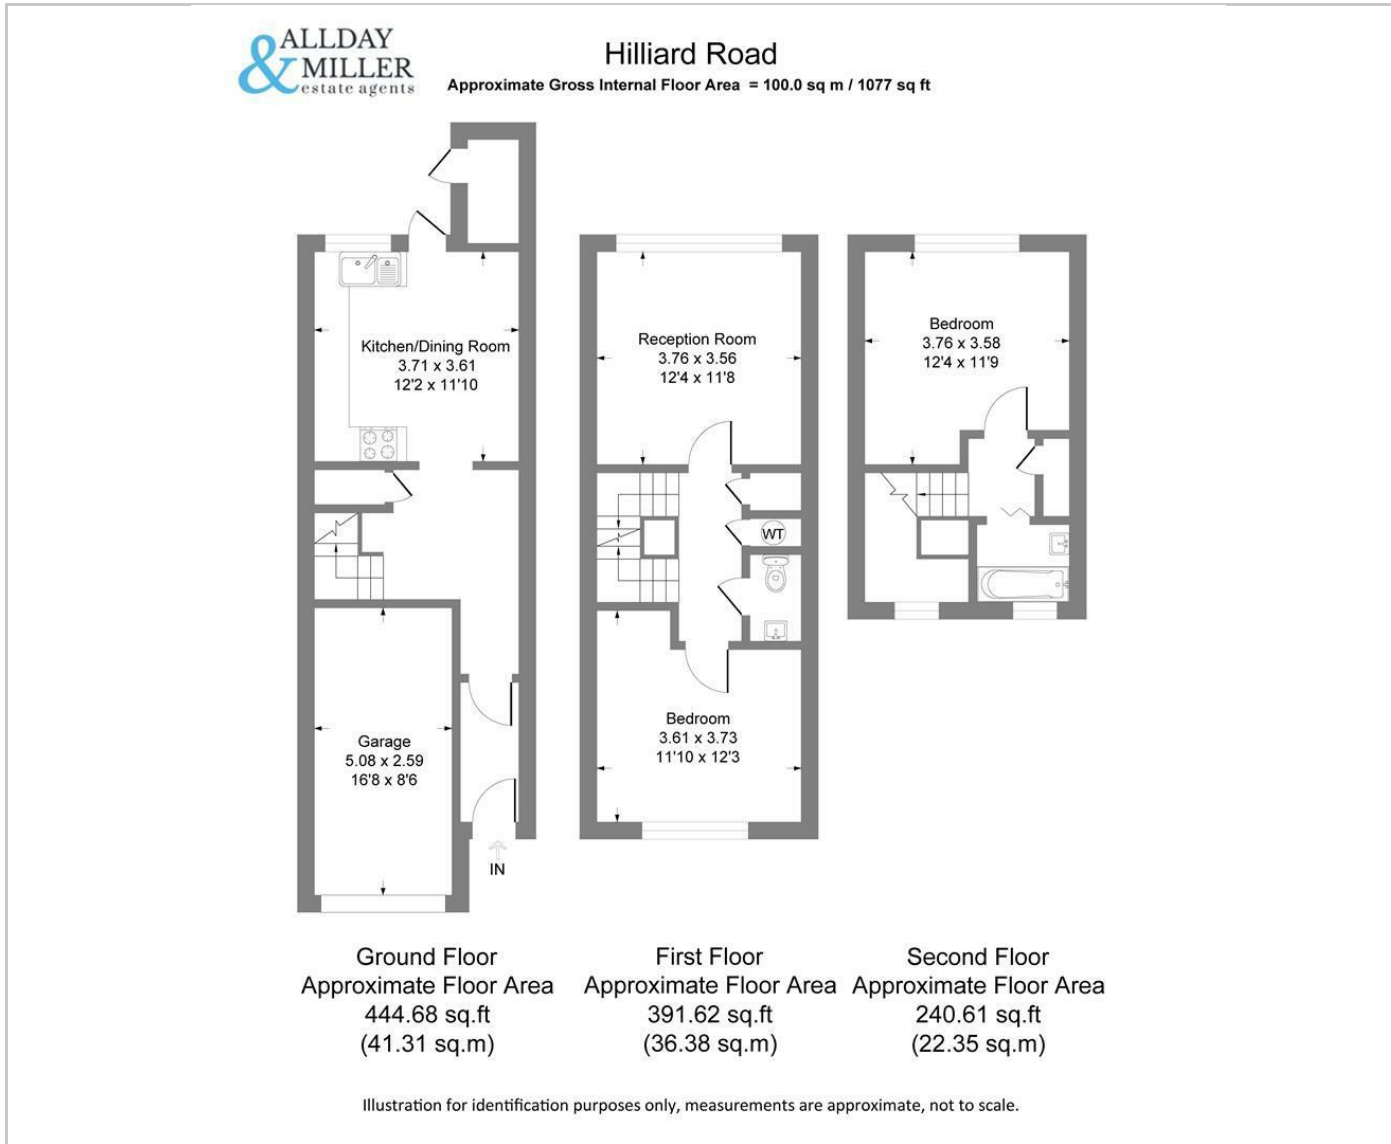 ALLDAY
& MILLER
estate agents
Hilliard Road
Approximate Gross Internal Floor Area = 100.0 sq m / 1077 sq ft
Kitchen/Dining Room
3.71 x 3.61
12'2 x 11'10
Garage
5.08 x 2.59
16'8 x 8'6
IN
Reception Room
3.76 x 3.56
12'4 x 11'8
WT
Bedroom
3.61 x 3.73
11'10 x 12'3
Bedroom
3.76 x 3.58
12'4 x 11'9
Ground Floor
Approximate Floor Area
444.68 sq.ft
(41.31 sq.m)
First Floor
Approximate Floor Area
391.62 sq.ft
(36.38 sq.m)
Second Floor
Approximate Floor Area
240.61 sq.ft
(22.35 sq.m)
Illustration for identification purposes only, measurements are approximate, not to scale.